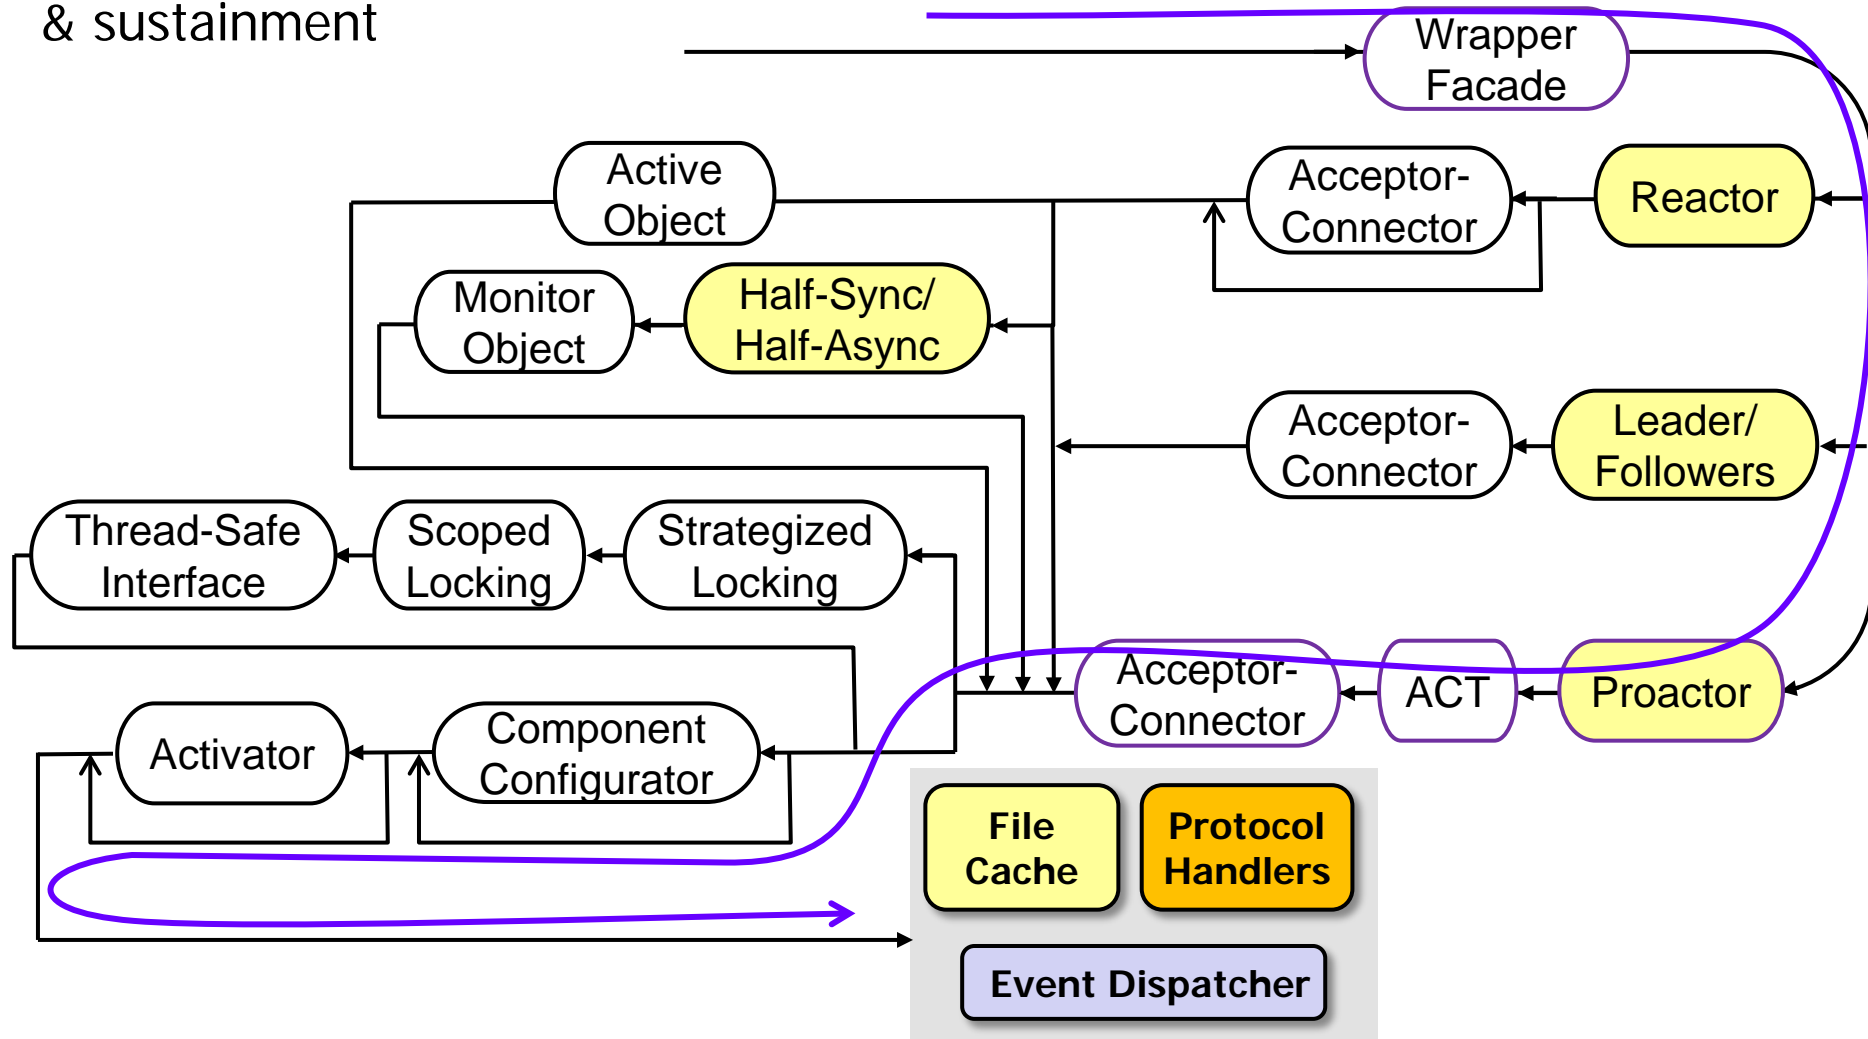 & sustainment
Wrapper
Facade
Active
Object
Acceptor-
Connector
Reactor
Monitor
Object
Half-Sync/
Half-Async
Acceptor-
Connector
Leader/
Followers
Thread-Safe
Interface
Scoped
Locking
Strategized
Locking
Acceptor-
Connector
ACT
Proactor
Activator
Component
Configurator
File
Cache
Protocol
Handlers
Event Dispatcher